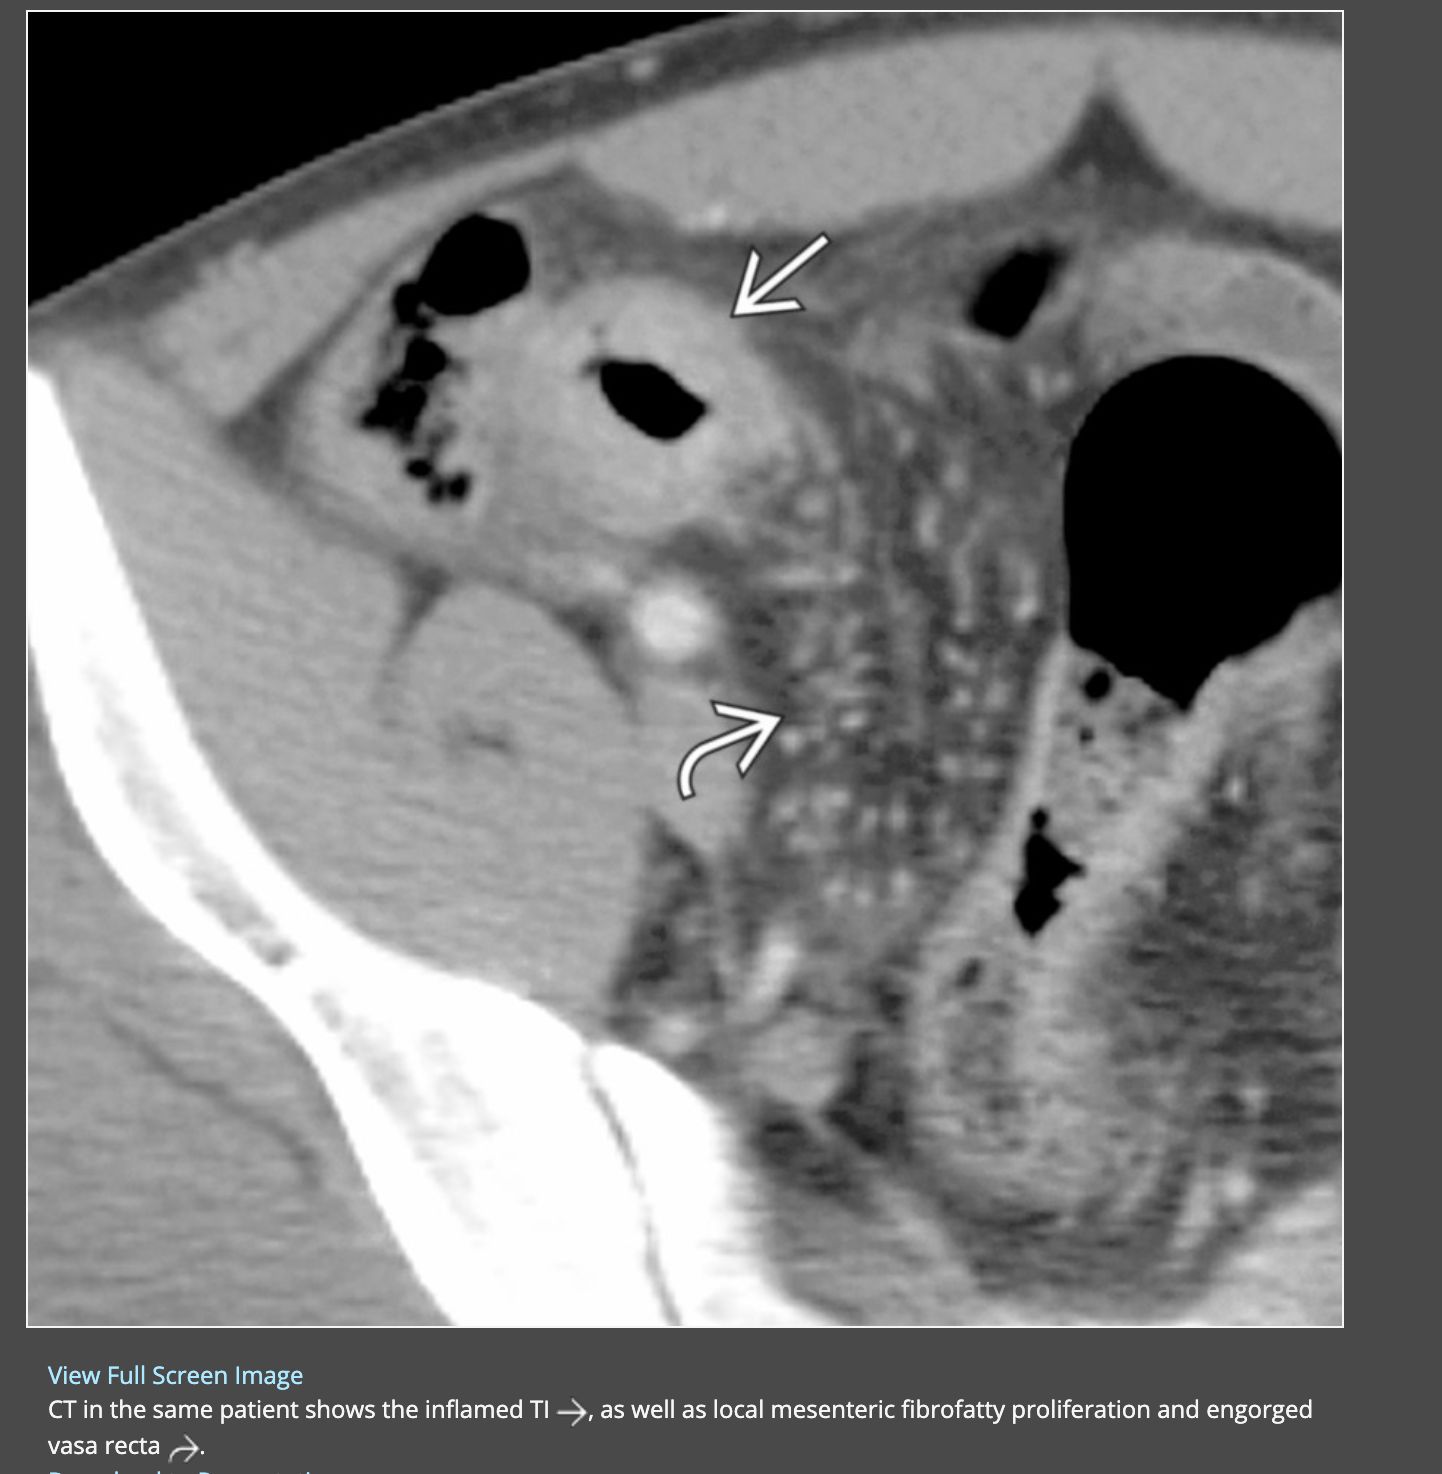 View Full Screen Image
CT in the same patient shows the inflamed TI →, as well as local mesenteric fibrofatty proliferation and engorged
vasa recta ↷.